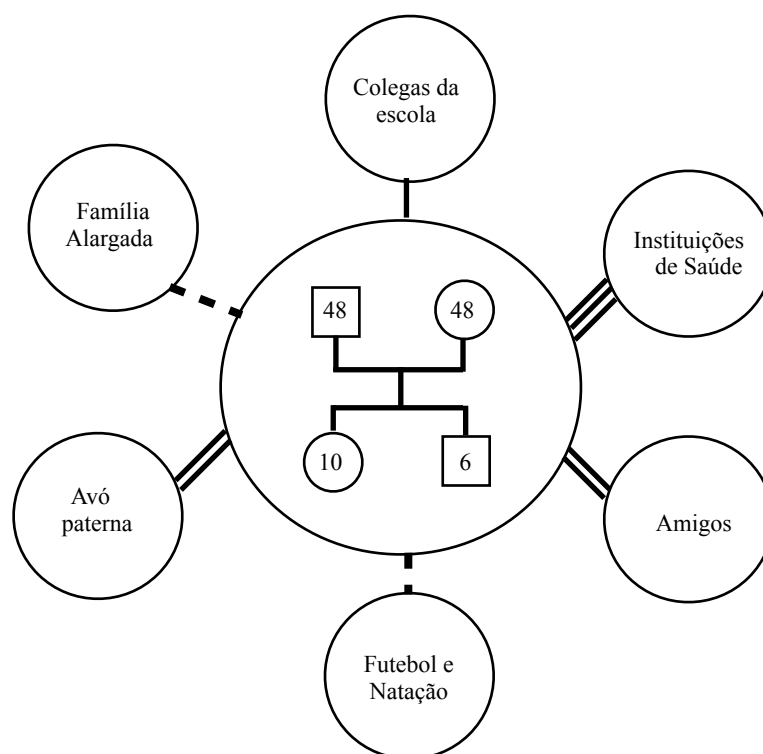 Colegas da
escola
Família
Alargada
Instituições
de Saúde
48
48
10
6
Avó
paterna
Amigos
Futebol e
Natação